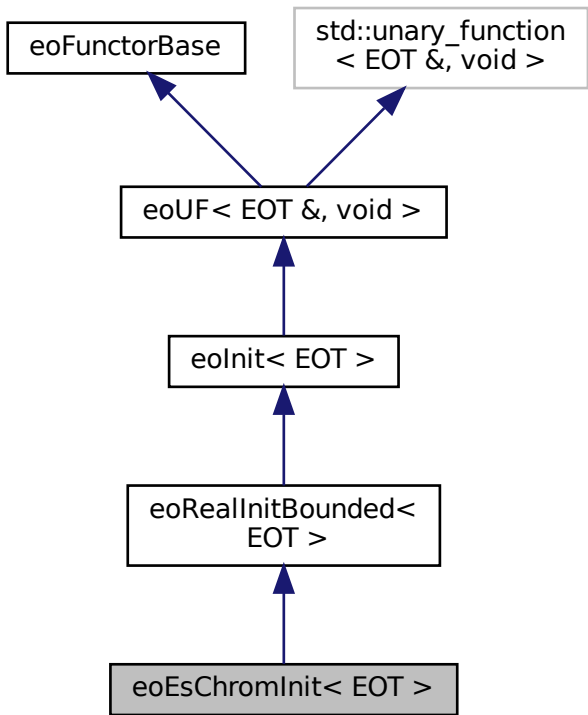 eoFunctorBase
std::unary_function
< EOT &, void >
eoUF< EOT &, void >
eoInit< EOT >
eoRealInitBounded<
EOT >
eoEsChromInit< EOT >